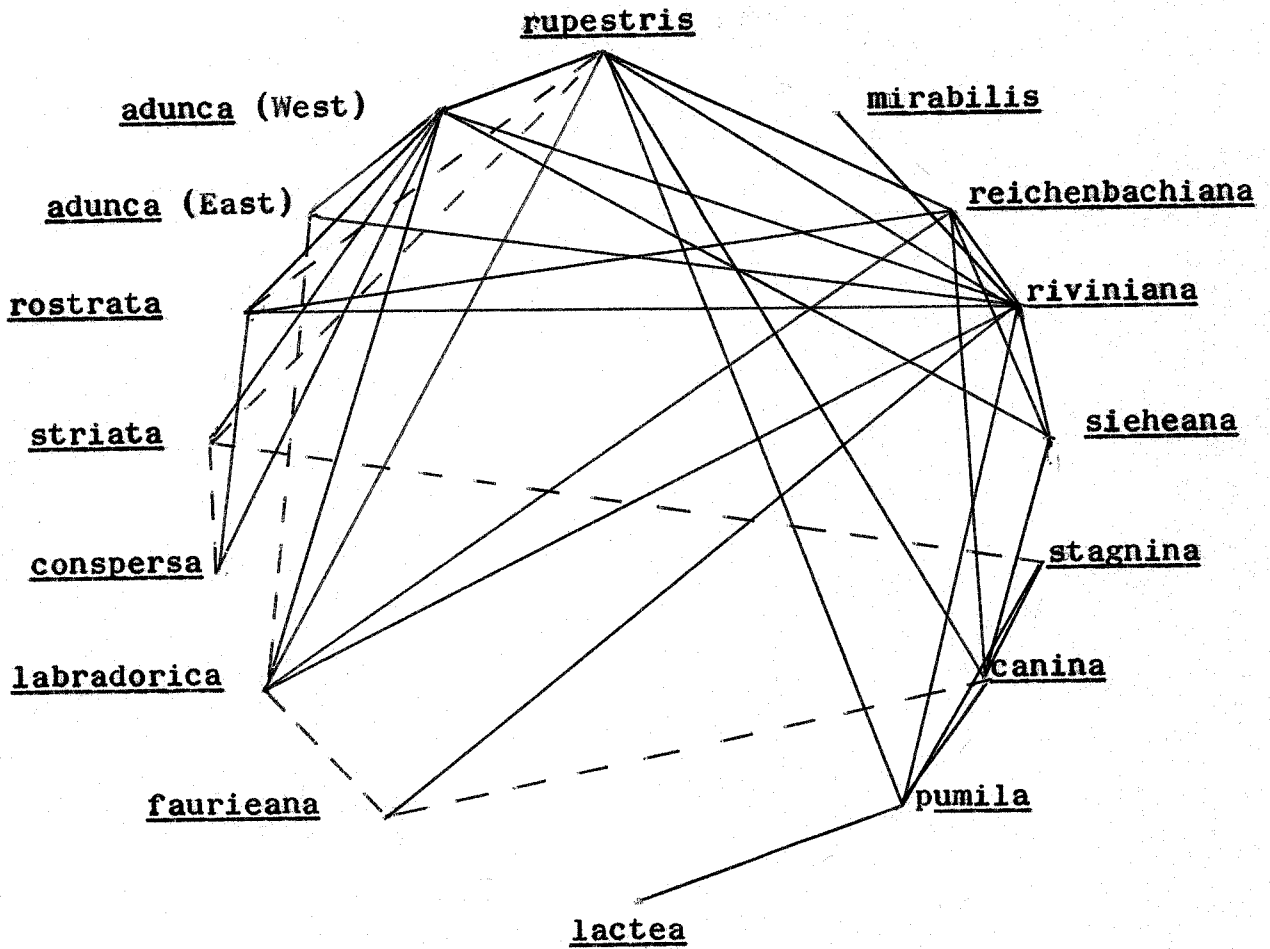 rupestris
adunca (West)
mirabilis
adunca (East)
reichenbachiana
rostrata
riviniana
striata
sieheana
conspersa
stagnina
labradorica
canina
faurieana
pumila
lactea